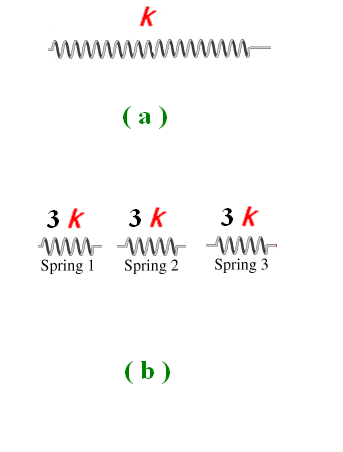 k
( a )
3 k 3 k 3 k
Spring 1 Spring 2 Spring 3
( b )